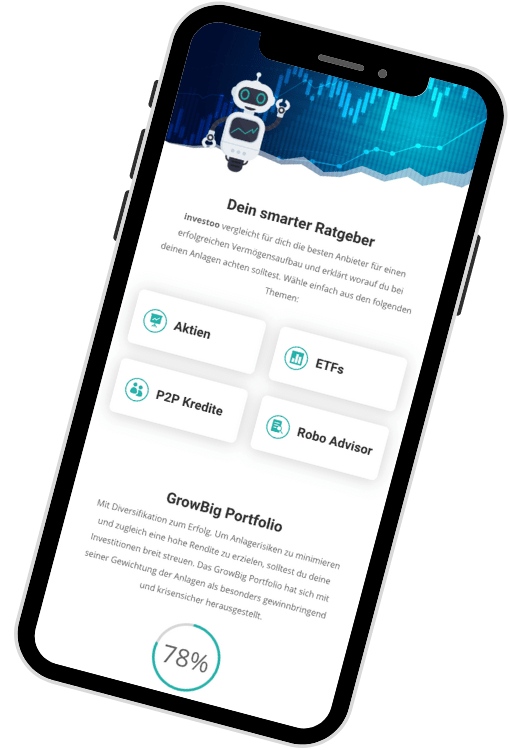 Dein smarter Ratgeber
investoo vergleicht für dich die besten Anbieter für einen
erfolgreichen Vermögensaufbau und erklärt worauf du bei
deinen Anlagen achten solltest. Wähle einfach aus den folgenden
Themen:
Aktien
ETFs
P2P Kredite
Robo Advisor
GrowBig Portfolio
Mit Diversifikation zum Erfolg. Um Anlagerisiken zu minimieren
und zugleich eine hohe Rendite zu erzielen, solltest du deine
Investitionen breit streuen. Das GrowBig Portfolio hat sich mit
seiner Gewichtung der Anlagen als besonders gewinnbringend
und krisensicher herausgestellt.
78%